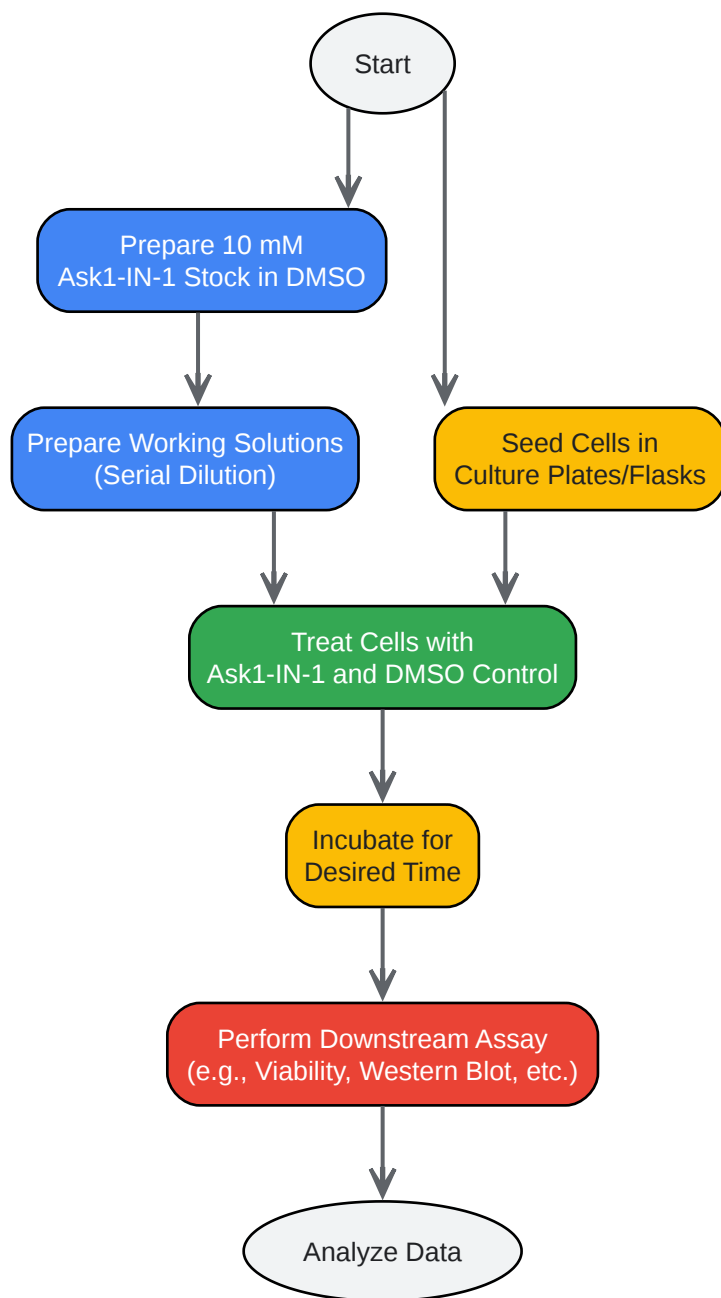 Start
Prepare 10 mM
Ask1-IN-1 Stock in DMSO
Prepare Working Solutions
(Serial Dilution)
Seed Cells in
Culture Plates/Flasks
Treat Cells with
Ask1-IN-1 and DMSO Control
Incubate for
Desired Time
Perform Downstream Assay
(e.g., Viability, Western Blot, etc.)
Analyze Data